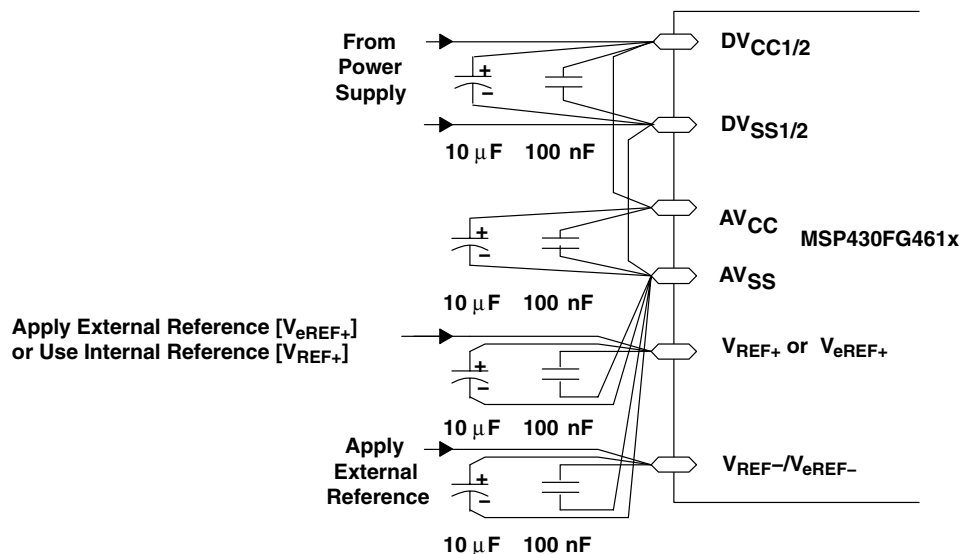 From
Power
Supply
+
−
10 μF 100 nF
DVCC1/2
DVSS1/2
+
−
10 μF 100 nF
AVCC
MSP430FG461x
AVSS
Apply External Reference [VeREF+]
or Use Internal Reference [VREF+]
+
−
10 μF 100 nF
VREF+ or VeREF+
Apply
External
Reference
+
−
10 μF 100 nF
VREF−/VeREF−